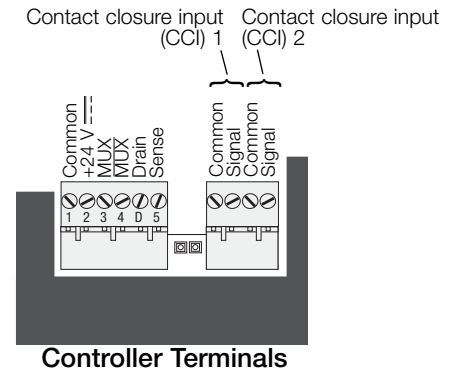 Contact closure input
(CCI) 1
Contact closure input
(CCI) 2
Common
+24 V
MUX
MUX
Drain
Sense
Common
Signal
Common
Signal
1 2 3 4 D 5
Controller Terminals